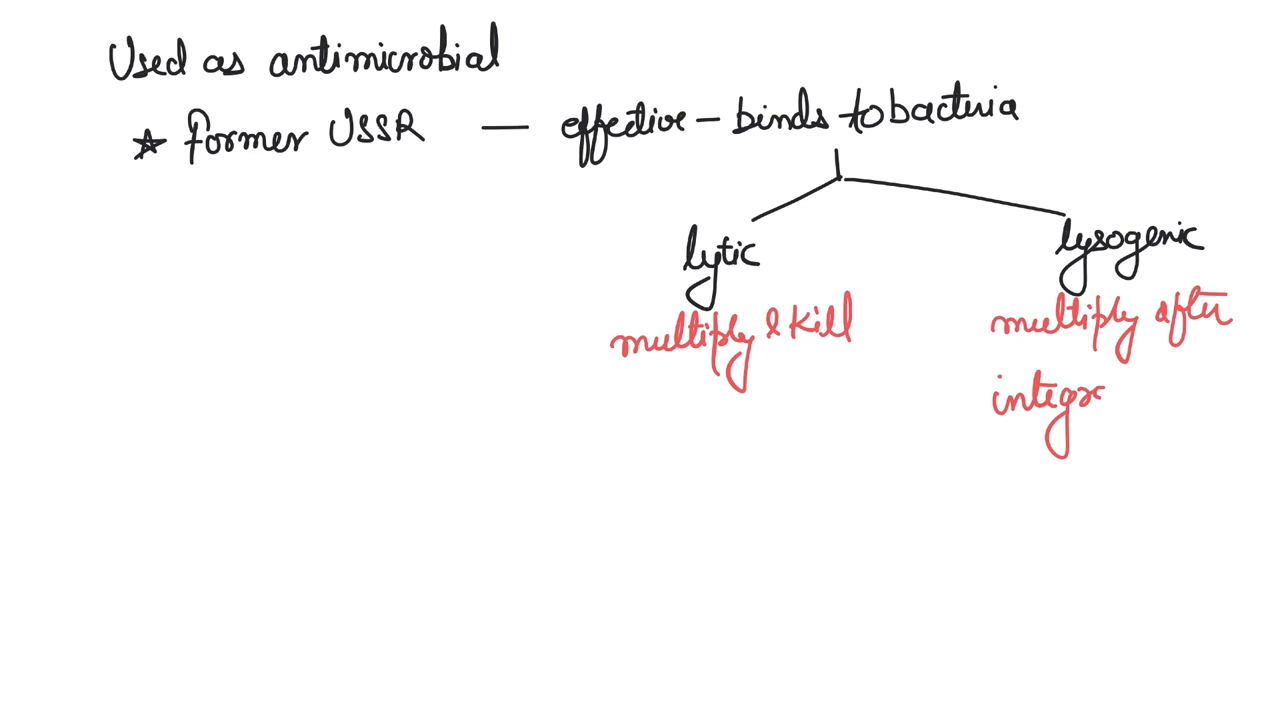 Used as antimicrobial
☆ Former USSR — effective - binds to bacteria
lytic lysogenic
multiply & kill multiply after
integr